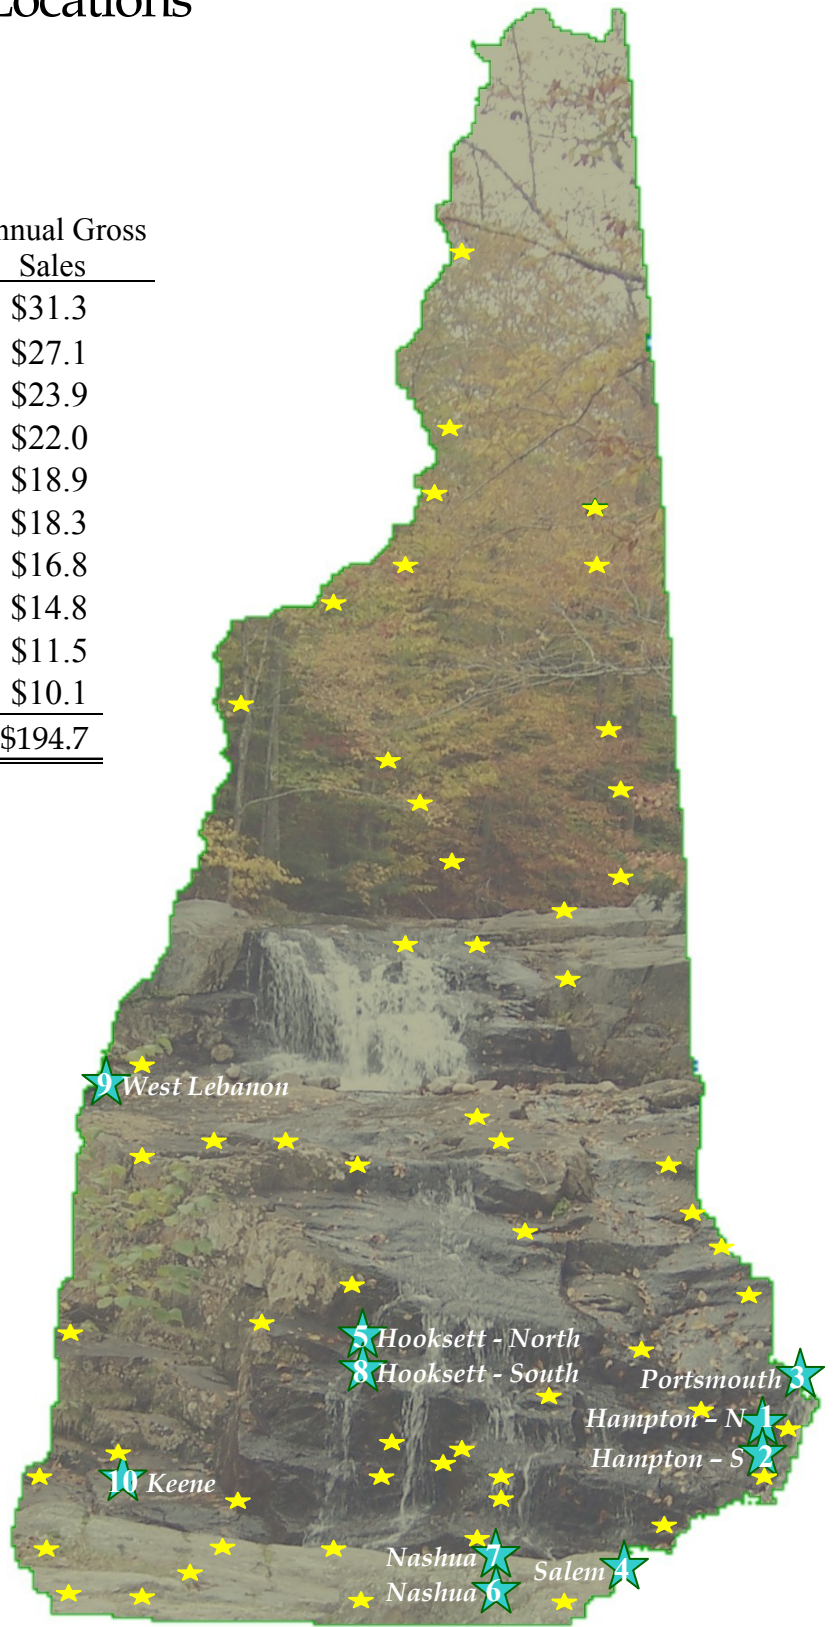 Locations
nnual Gross
Sales
$31.3
$27.1
$23.9
$22.0
$18.9
$18.3
$16.8
$14.8
$11.5
$10.1
$194.7
9 West Lebanon
5 Hooksett - North
8 Hooksett - South
Portsmouth 3
Hampton – N 1
Hampton – S 2
10 Keene
Nashua 7
Salem 4
Nashua 6